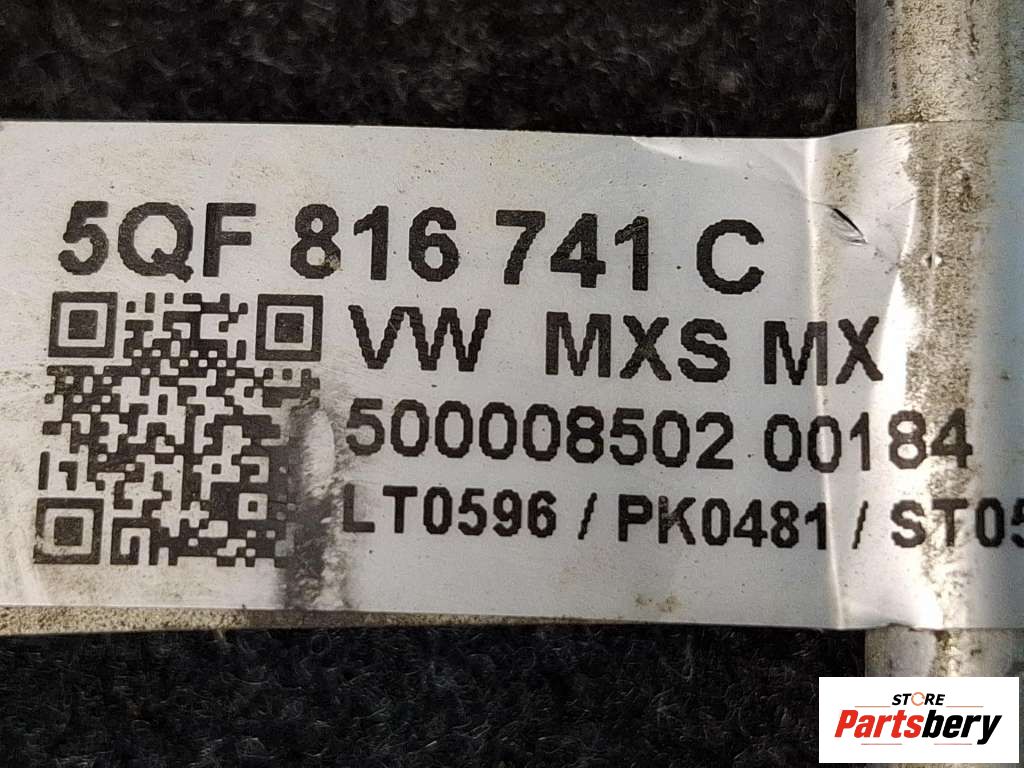 5QF 816 741 C
VW MXS MX
500008502 00184
LT0596 / PK0481 / ST05
STORE
Partsbery